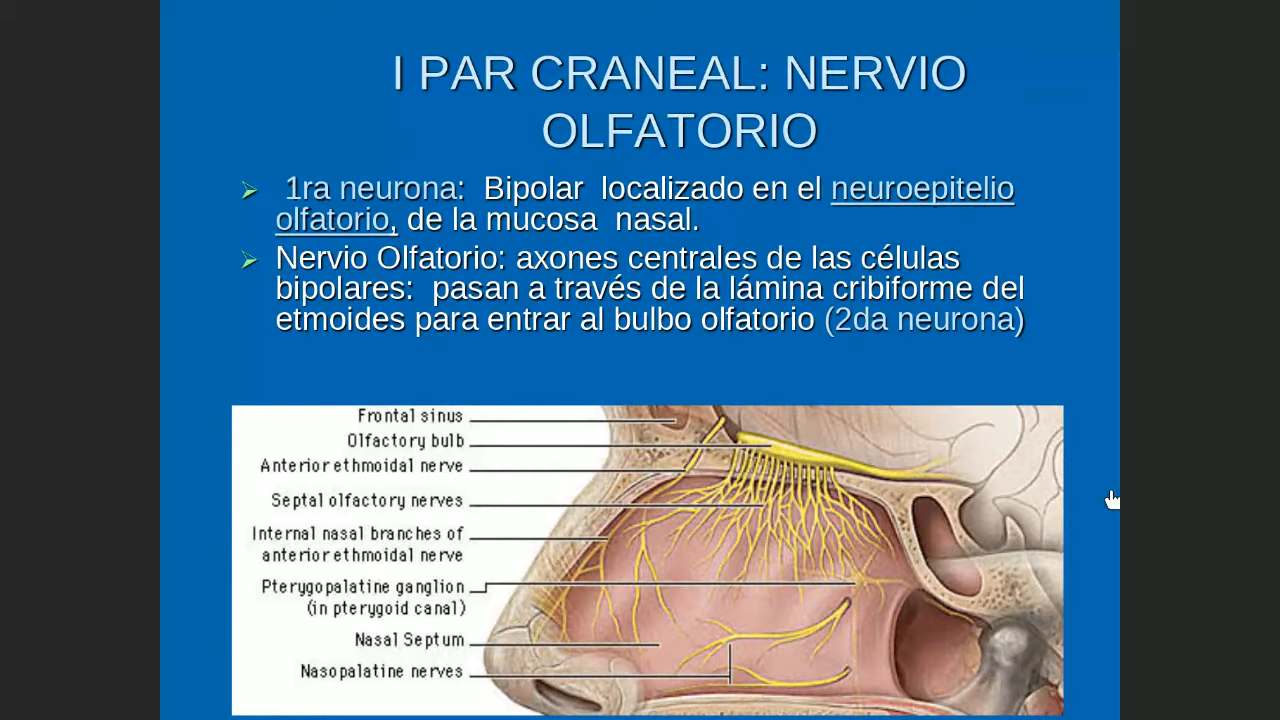 I PAR CRANEAL: NERVIO
OLFATORIO
1ra neurona: Bipolar localizado en el neuroepitelio
olfatorio, de la mucosa nasal.
Nervio Olfatorio: axones centrales de las células
bipolares: pasan a través de la lámina cribiforme del
etmoides para entrar al bulbo olfatorio (2da neurona)
Frontal sinus
Olfactory bulb
Anterior ethmoidal nerve
Septal olfactory nerves
Internal nasal branches of
anterior ethmoidal nerve
Pterygopalatine ganglion
(in pterygoid canal)
Nasal Septum
Nasopalatine nerves